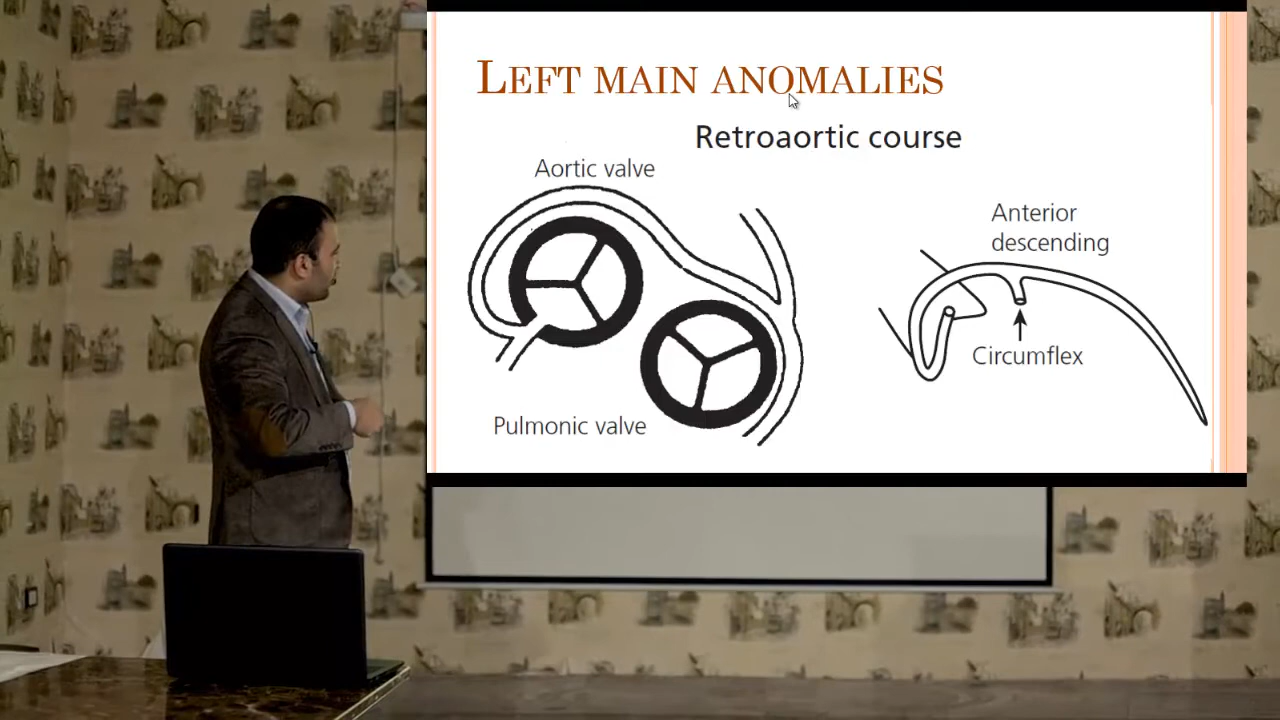 LEFT MAIN ANOMALIES
Retroaortic course
Aortic valve
Anterior
descending
Circumflex
Pulmonic valve